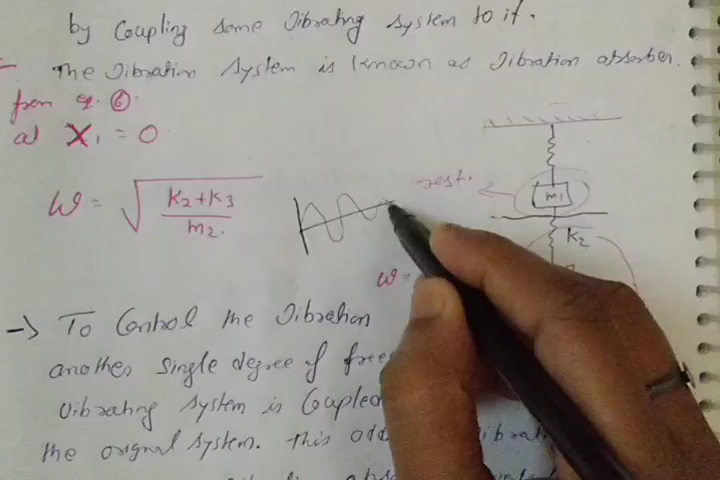 by Coupling some vibrating system to it.
The vibration system is known as vibration absorber.
from eq. ⑥
at X₁ = 0
rest.
m₁
ω = √(K₂+K₃ / m₂.)
K₂
ω =
→ To Control the vibration
another single degree of free
vibrating system is Coupled
the original system. This add vibrat